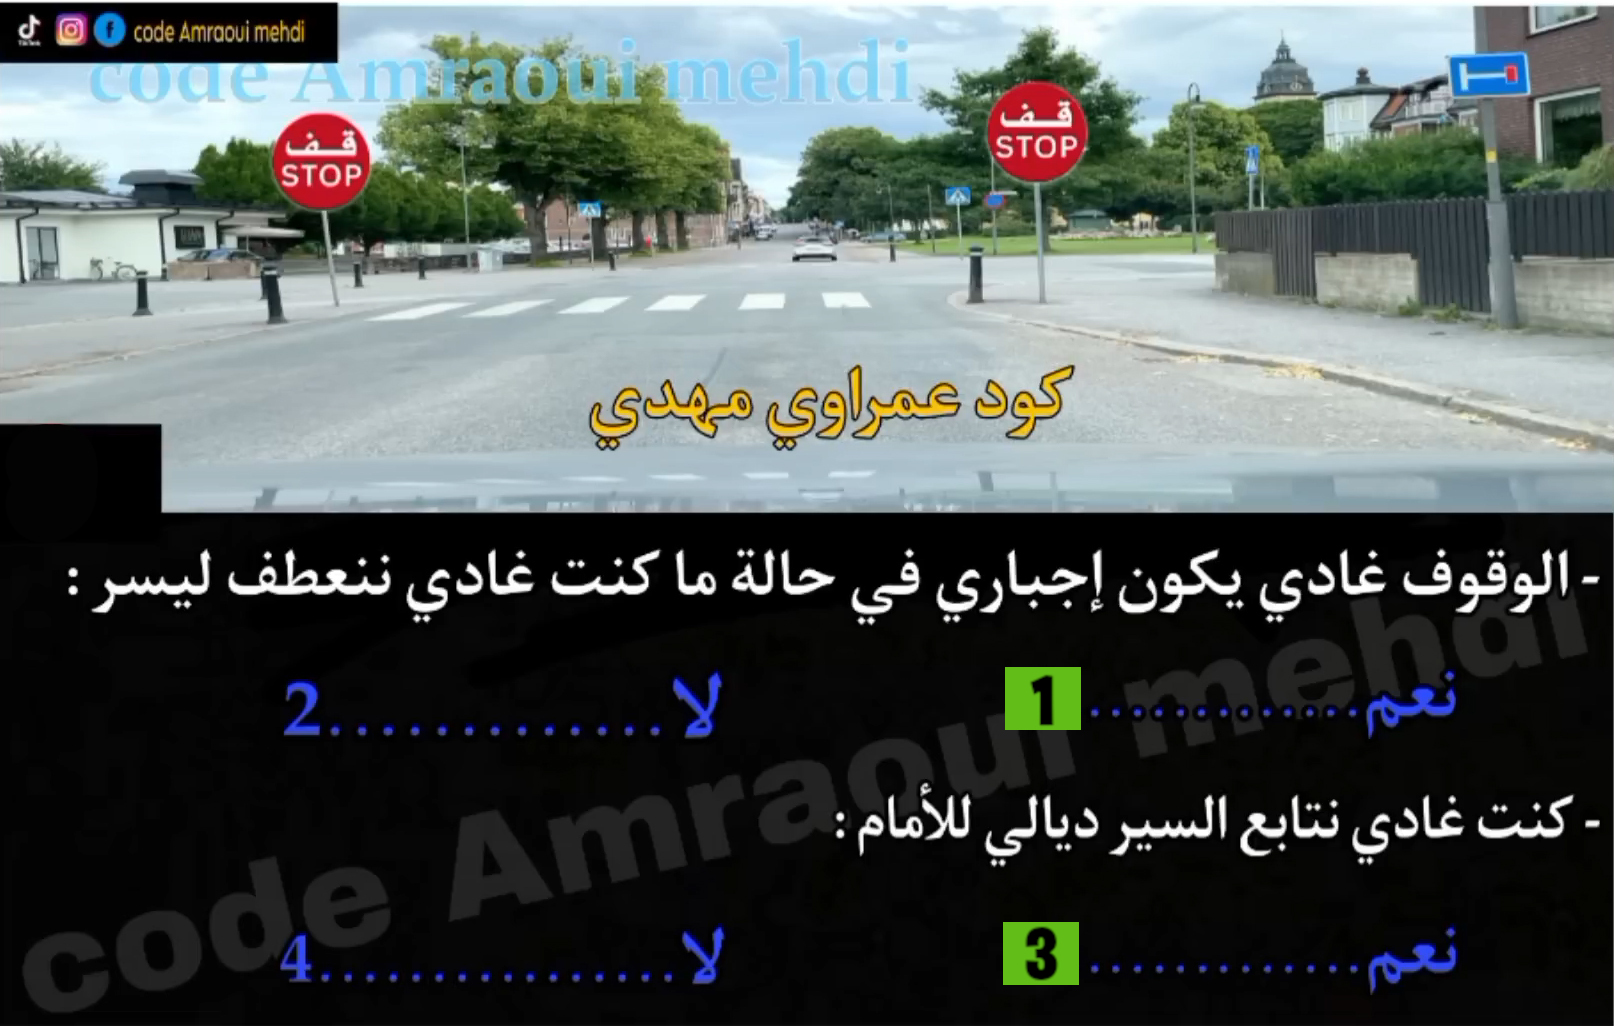 code Amraoui mehdi
code Amraoui mehdi
قف
STOP
قف
STOP
كود عمراوي مهدي
- الوقوف غادي يكون إجباري في حالة ما كنت غادي ننعطف ليسر :
نعم.............1 لا.............2
- كنت غادي نتابع السير ديالي للأمام :
نعم.............3 لا................4
code Amraoui mehdi